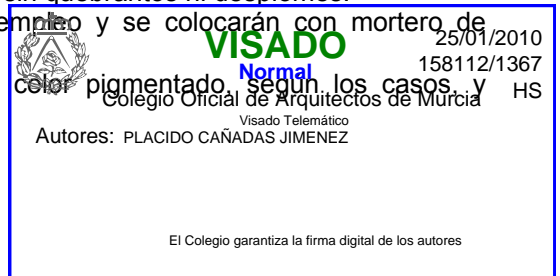 sin quebrantes ni desplomes.
empleo y se colocarán con mortero de
color pigmentado, según los casos, y
VISADO
Normal
25/01/2010
158112/1367
HS
Colegio Oficial de Arquitectos de Murcia
Visado Telemático
Autores: PLACIDO CAÑADAS JIMENEZ
El Colegio garantiza la firma digital de los autores